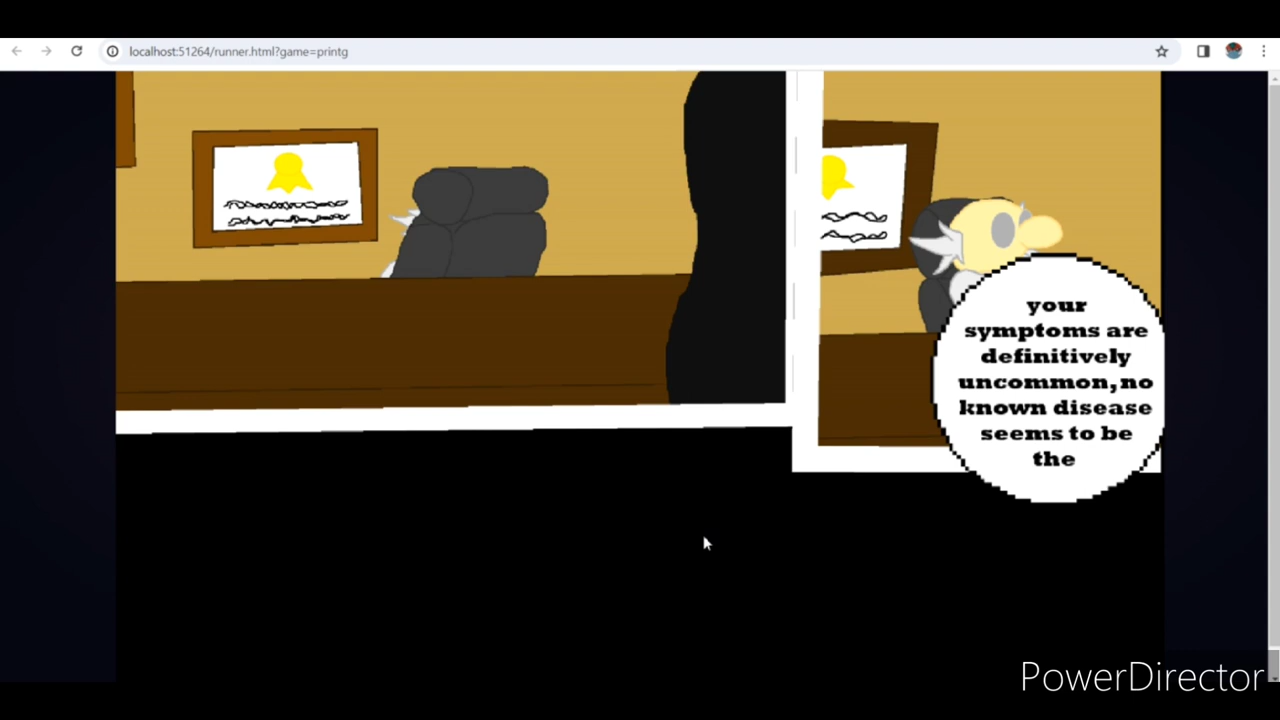 localhost:51264/runner.html?game=printg
your
symptoms are
definitively
uncommon, no
known disease
seems to be
the
PowerDirector